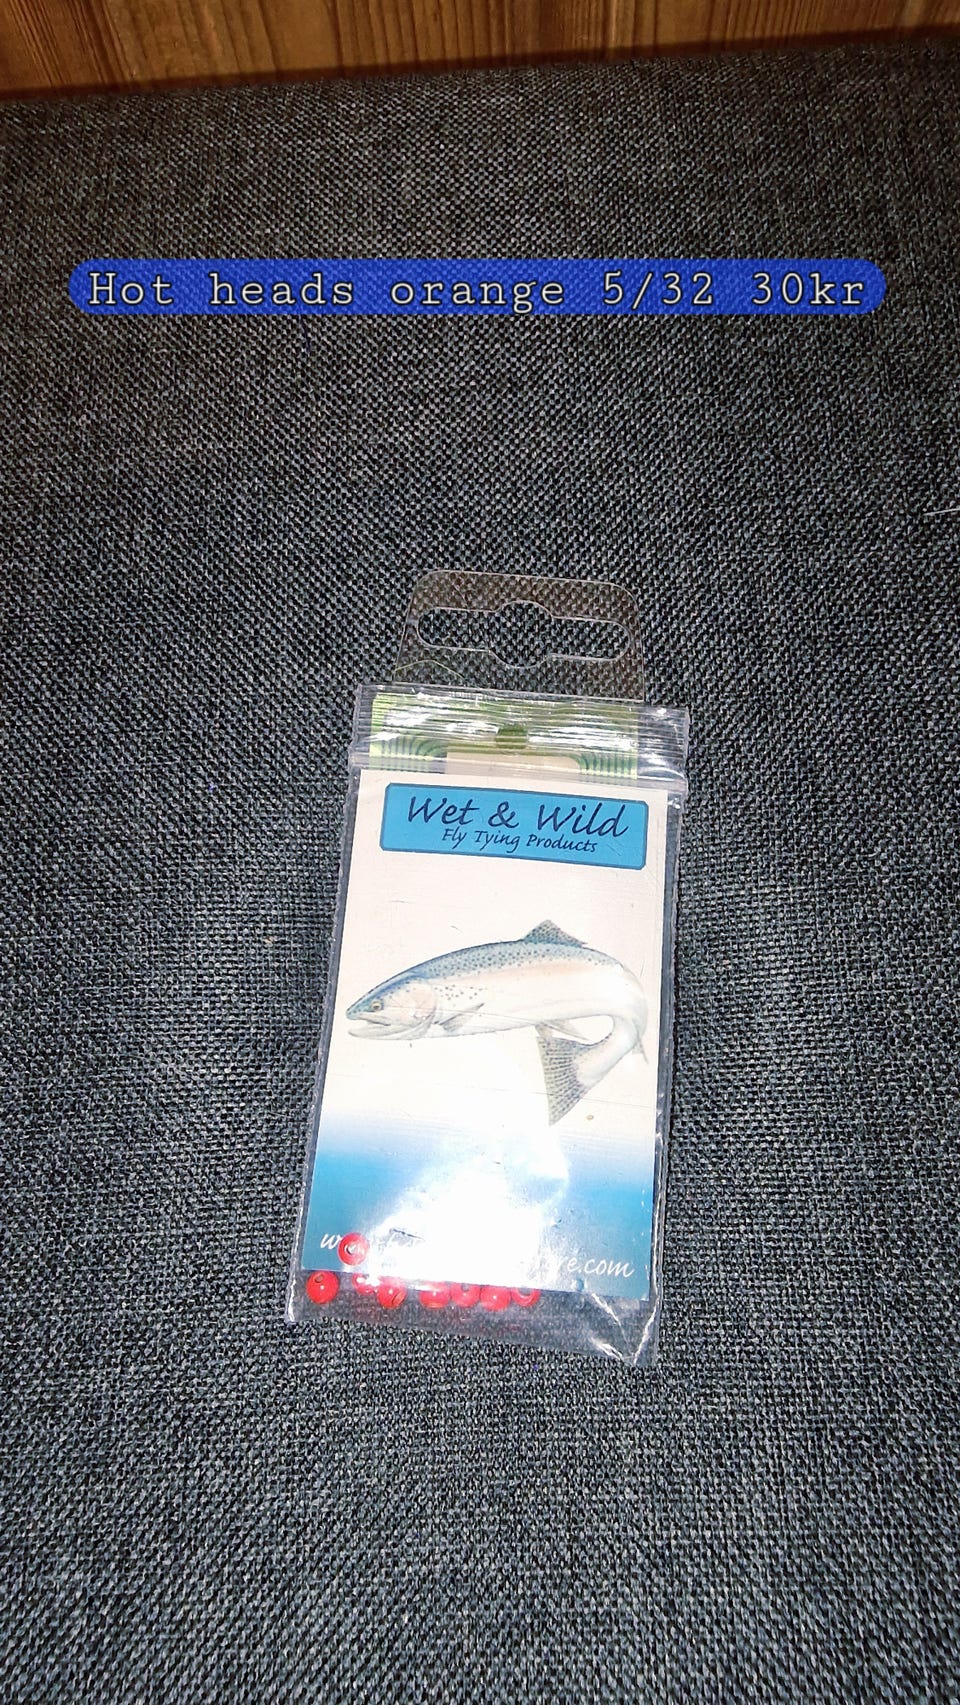 Hot heads orange 5/32 30kr
Wet & Wild
Fly Tying Products